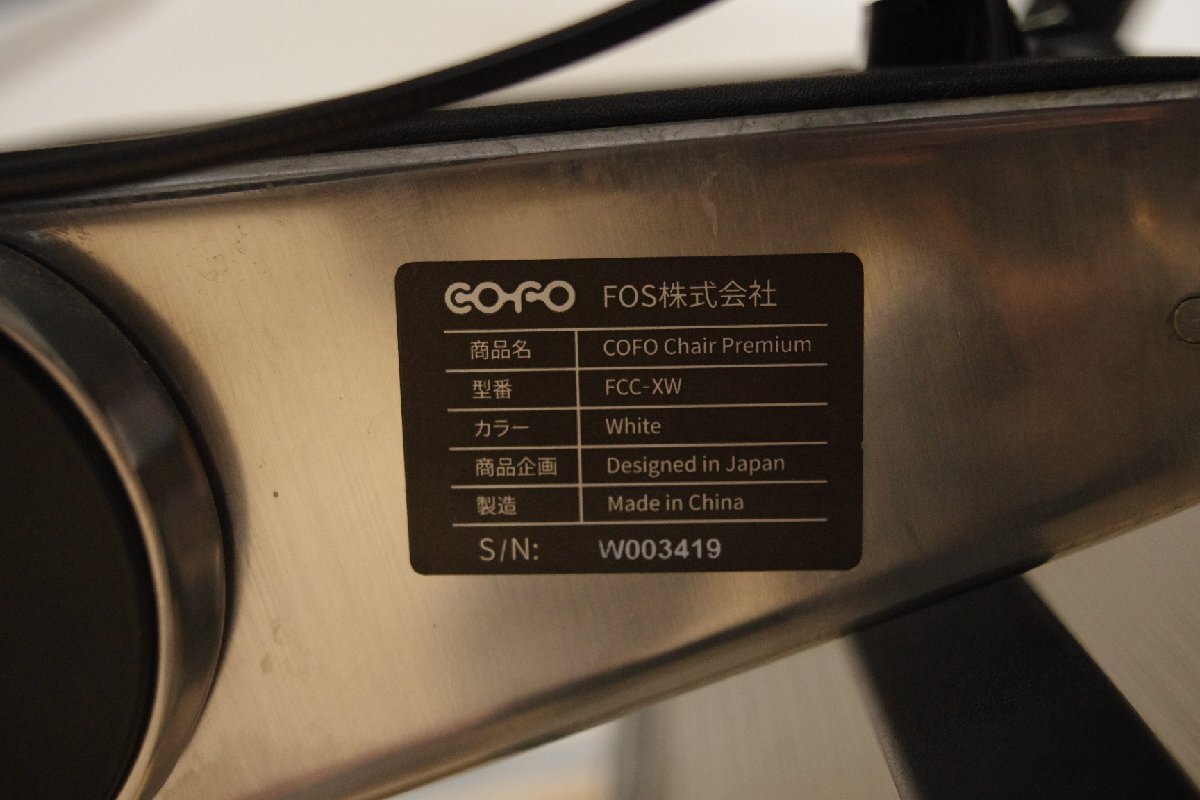 COFO FOS株式会社
商品名 COFO Chair Premium
型番 FCC-XW
カラー White
商品企画 Designed in Japan
製造 Made in China
S/N: W003419